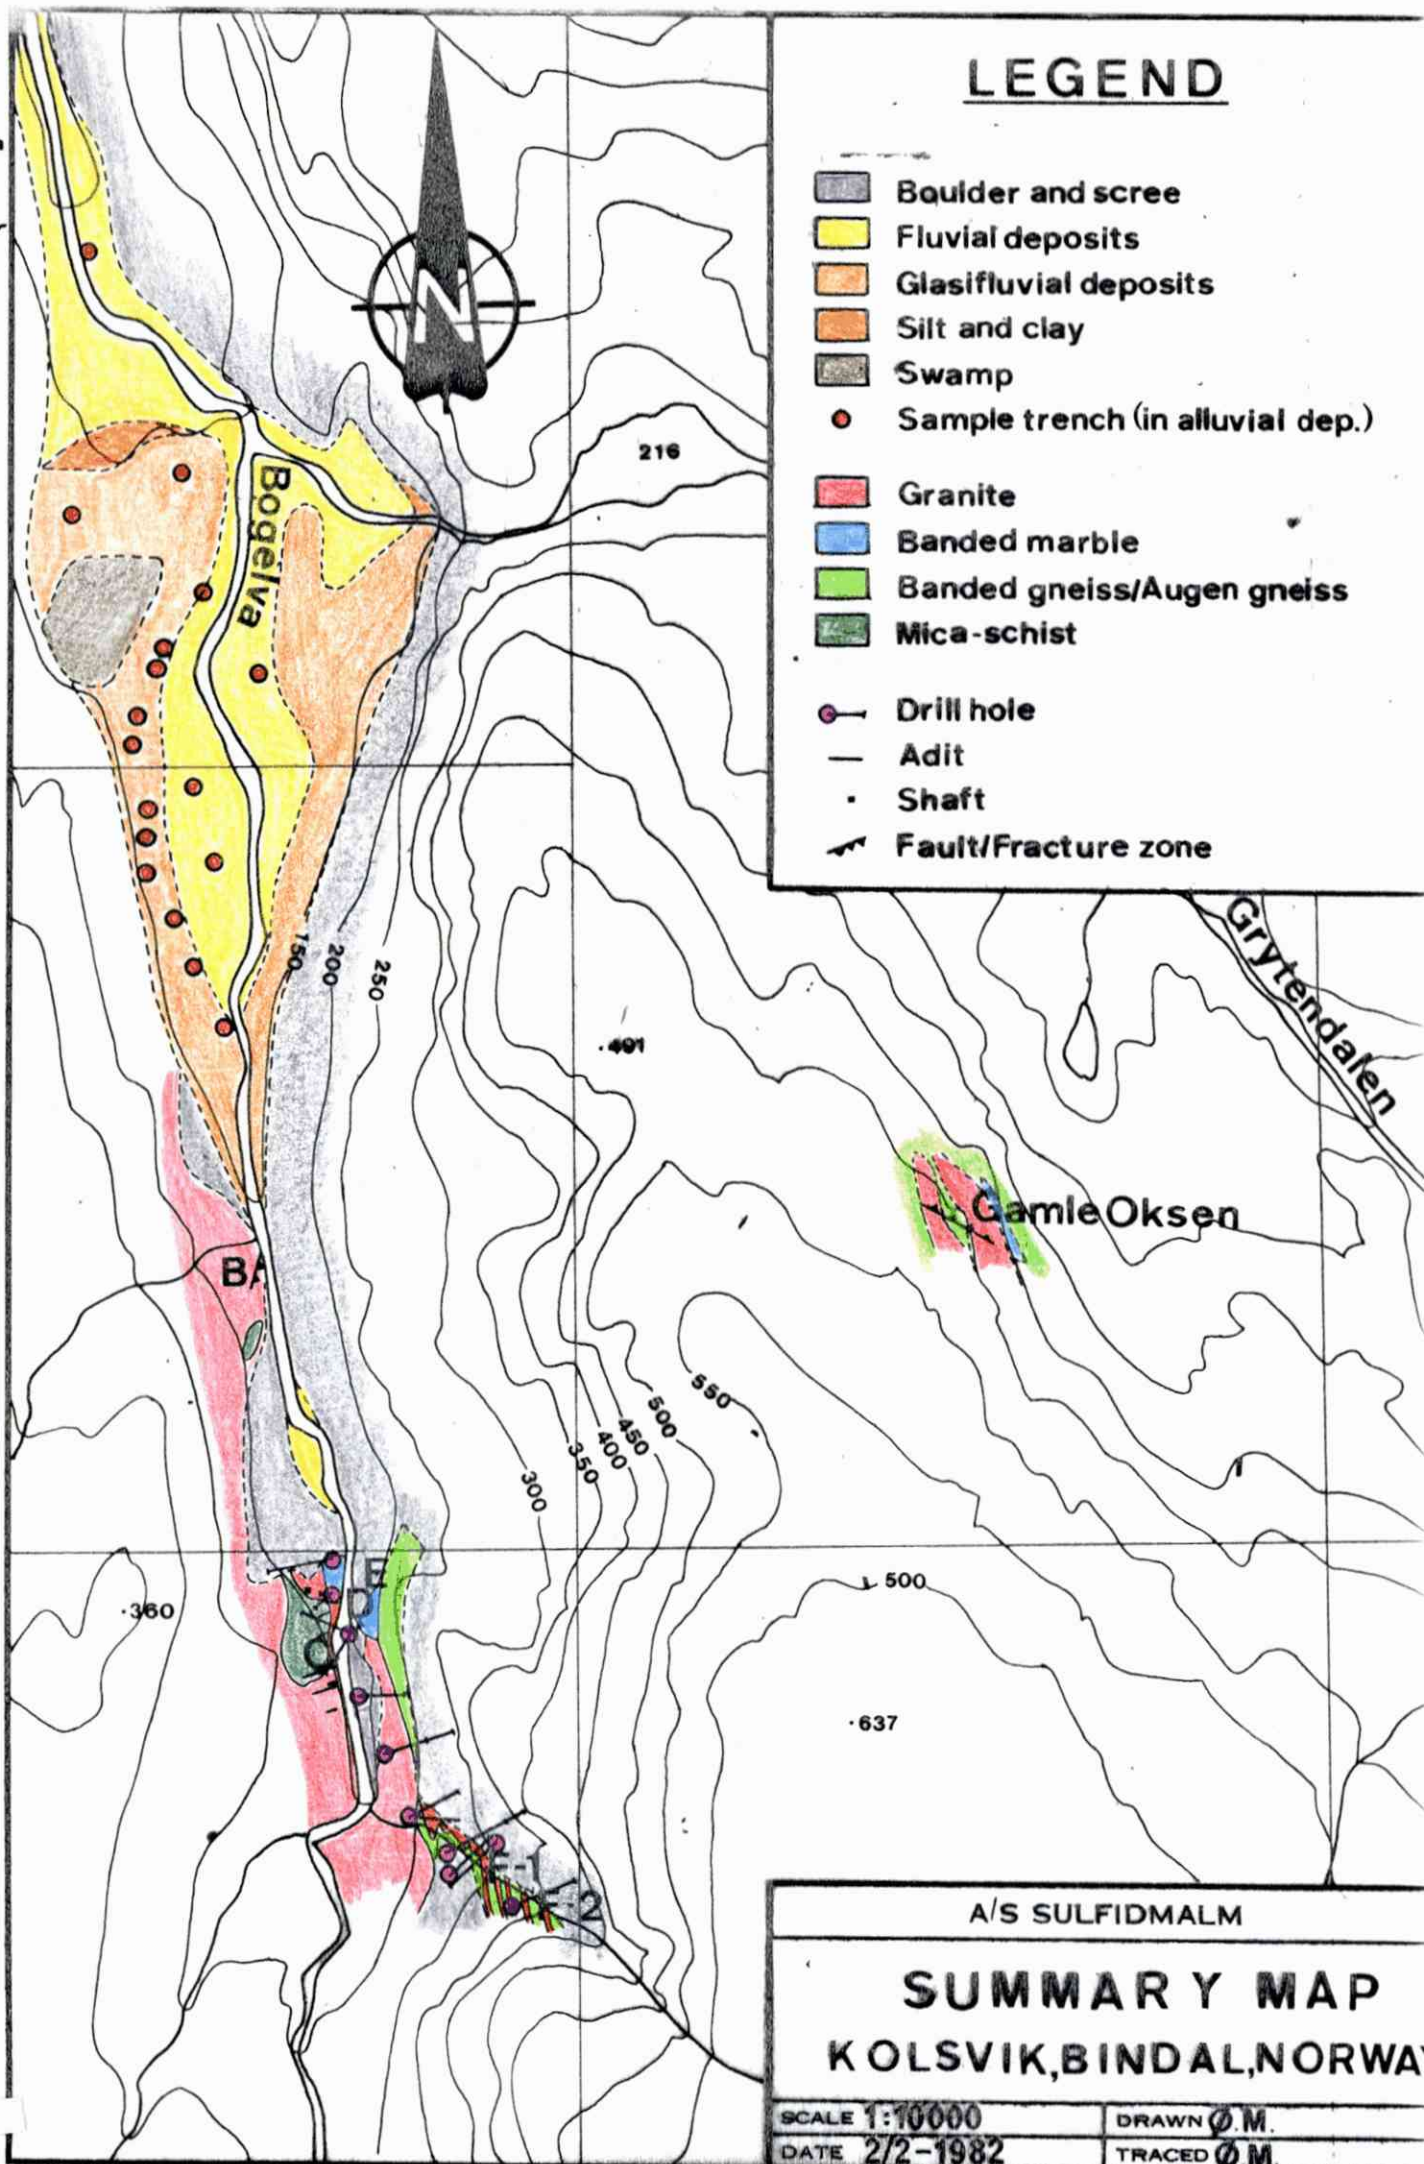 LEGEND
Boulder and scree
Fluvial deposits
Glasifluvial deposits
Silt and clay
Swamp
Sample trench (in alluvial dep.)
Granite
Banded marble
Banded gneiss/Augen gneiss
Mica-schist
Drill hole
Adit
Shaft
Fault/Fracture zone
N
216
Bogelva
Grytendalen
150
200
250
.491
Gamle Oksen
BA
550
500
450
400
350
300
500
E
D
C
·360
·637
F-1
F-2
A/S SULFIDMALM
SUMMARY MAP
KOLSVIK,BINDAL,NORWAY
SCALE 1:10000
DRAWN Ø.M.
DATE 2/2-1982
TRACED Ø.M.